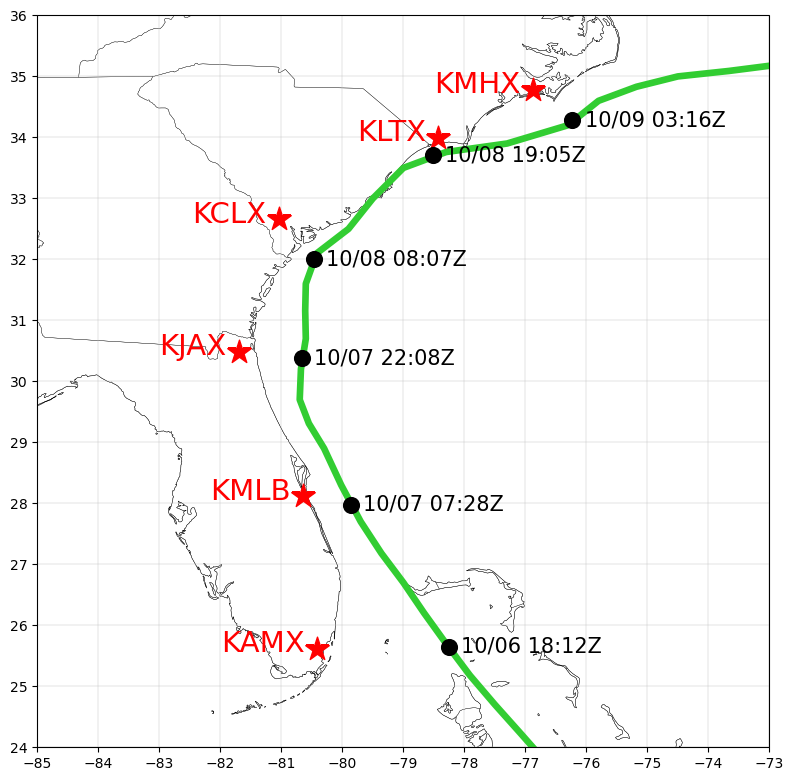 36
35
34
33
32
31
30
29
28
27
26
25
24
KMHX
10/09 03:16Z
KLTX
10/08 19:05Z
KCLX
10/08 08:07Z
KJAX
10/07 22:08Z
KMLB
10/07 07:28Z
KAMX
10/06 18:12Z
−85 −84 −83 −82 −81 −80 −79 −78 −77 −76 −75 −74 −73